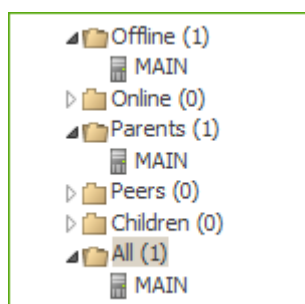 Offline (1)
MAIN
Online (0)
Parents (1)
MAIN
Peers (0)
Children (0)
All (1)
MAIN